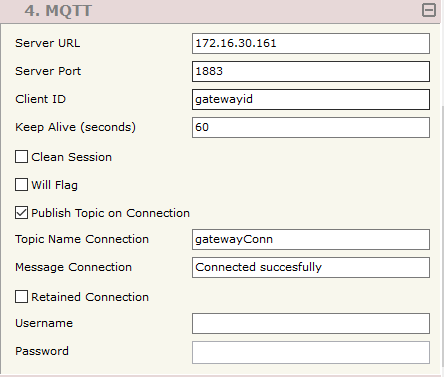 4. MQTT
Server URL 172.16.30.161
Server Port 1883
Client ID gatewayid
Keep Alive (seconds) 60
Clean Session
Will Flag
Publish Topic on Connection
Topic Name Connection gatewayConn
Message Connection Connected succesfully
Retained Connection
Username
Password